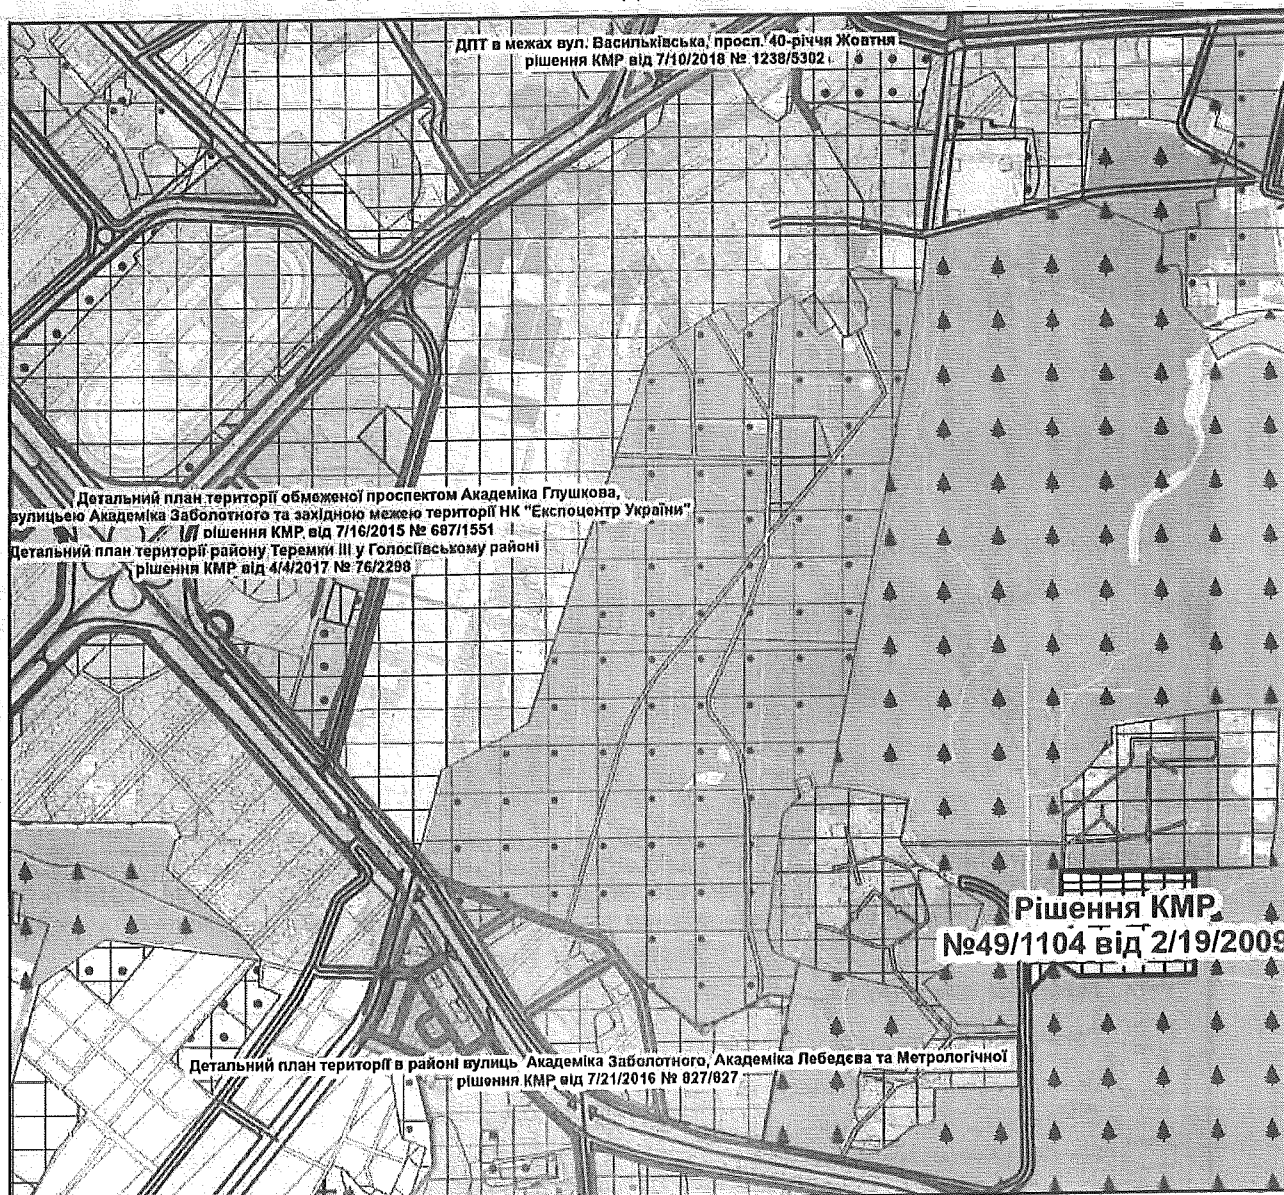 ДПТ в межах вул. Васильківська, просп. 40-річчя Жовтня
рішення КМР від 7/10/2018 № 1238/5302
Детальний план території обмеженої проспектом Академіка Глушкова,
вулицьею Академіка Заболотного та західною межею території НК "Експоцентр України"
рішення КМР від 7/16/2015 № 687/1551
Детальний план території району Теремки III у Голосіївському районі
рішення КМР від 4/4/2017 № 76/2298
Рішення КМР
№49/1104 від 2/19/2009
Детальний план території в районі вулиць Академіка Заболотного, Академіка Лебедєва та Метрологічної
рішення КМР від 7/21/2016 № 827/827